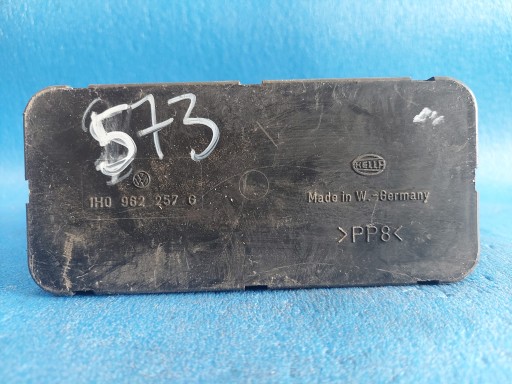 573
HELLA
1H0 962 257 G
Made in W.-Germany
>PP8<